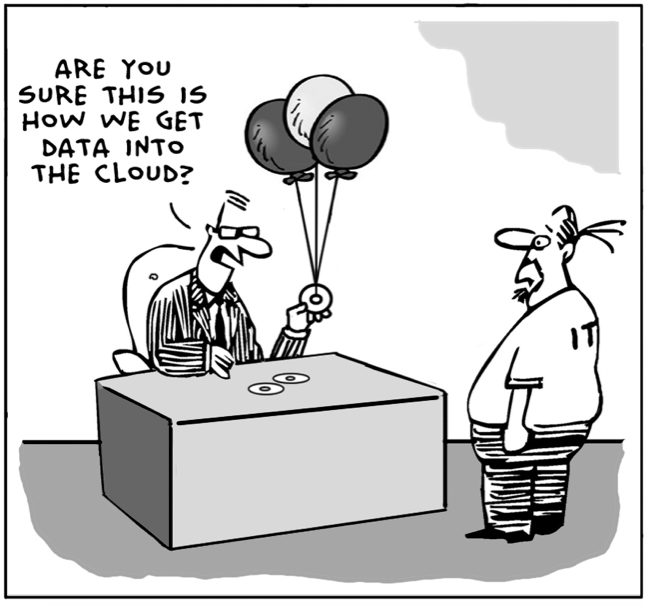 ARE YOU
SURE THIS IS
HOW WE GET
DATA INTO
THE CLOUD?
IT